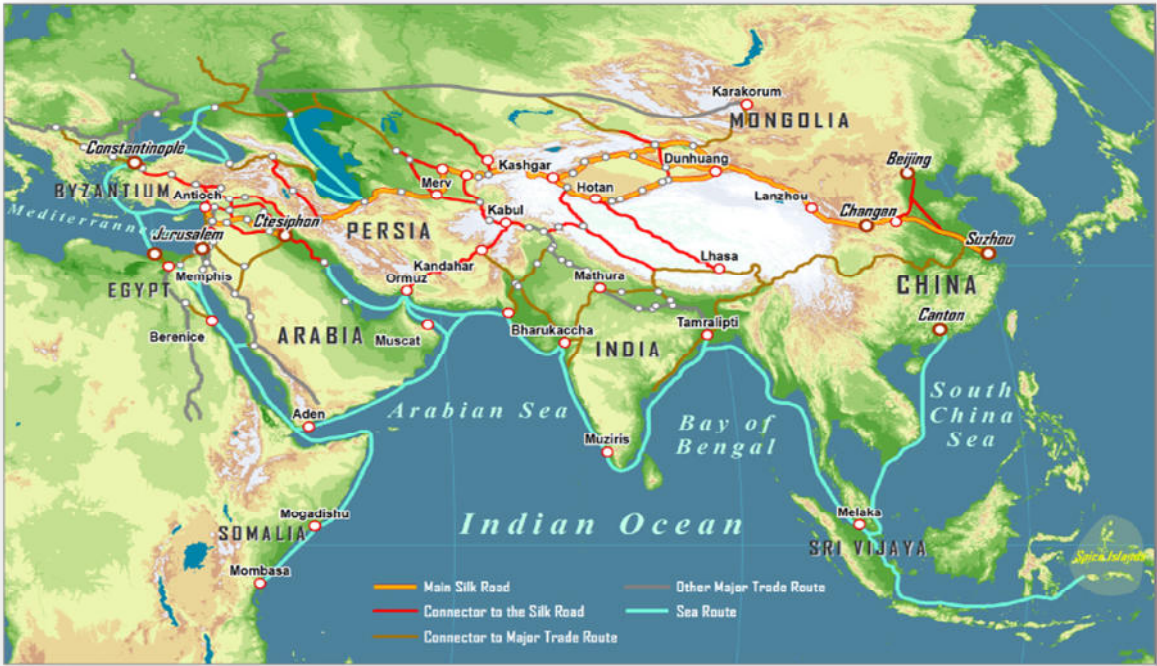 Karakorum
MONGOLIA
Constantinople
Kashgar
Dunhuang
Beijing
BYZANTIUM
Antioch
Merv
Hotan
Lanzhou
Changan
Mediterrane
Ctesiphon
Kabul
Suzhou
Jurusalem
PERSIA
Kandahar
Lhasa
Memphis
Ormuz
Mathura
EGYPT
CHINA
Canton
Berenice
ARABIA
Muscat
Bharukaccha
INDIA
Tamralipti
Aden
Arabian Sea
South
China
Sea
Bay of
Bengal
Muziris
Mogadishu
SOMALIA
Indian Ocean
Melaka
SRI VIJAYA
Spice Islands
Mombasa
Main Silk Road
Other Major Trade Route
Connector to the Silk Road
Sea Route
Connector to Major Trade Route